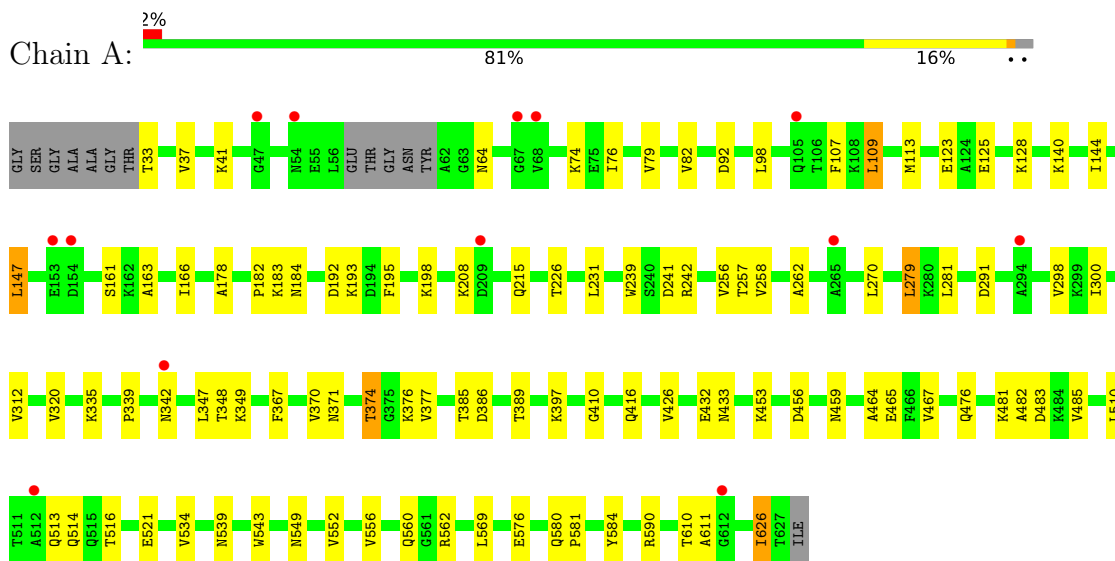 2%
Chain A:
81% 16% ••
GLY SER GLY ALA ALA GLY THR T33 V37 K41 G47 N54 E55 L56 GLU THR GLY ASN TYR A62 G63 N64 G67 V68 K74 E75 I76 V79 V82 D92 L98 Q105 T106 F107 K108 L109 M113 E123 A124 E125 K128 K140 I144
L147 E153 D154 S161 K162 A163 I166 A178 P182 K183 N184 D192 K193 D194 F195 K198 K208 D209 Q215 T226 L231 W239 S240 D241 R242 V256 T257 V258 A262 A265 L270 L279 K280 L281 D291 A294 V298 K299 I300
V312 V320 K335 P339 N342 L347 T348 K349 F367 V370 N371 T374 G375 K376 V377 T385 D386 T389 K397 G410 Q416 V426 E432 N433 K453 D456 N459 A464 E465 F466 V467 Q476 K481 A482 D483 K484 V485
T511 A512 Q513 Q514 Q515 T516 E521 V534 N539 W543 N549 V552 V556 Q560 G561 R562 L569 E576 Q580 P581 Y584 R590 T610 A611 G612 I626 T627 ILE